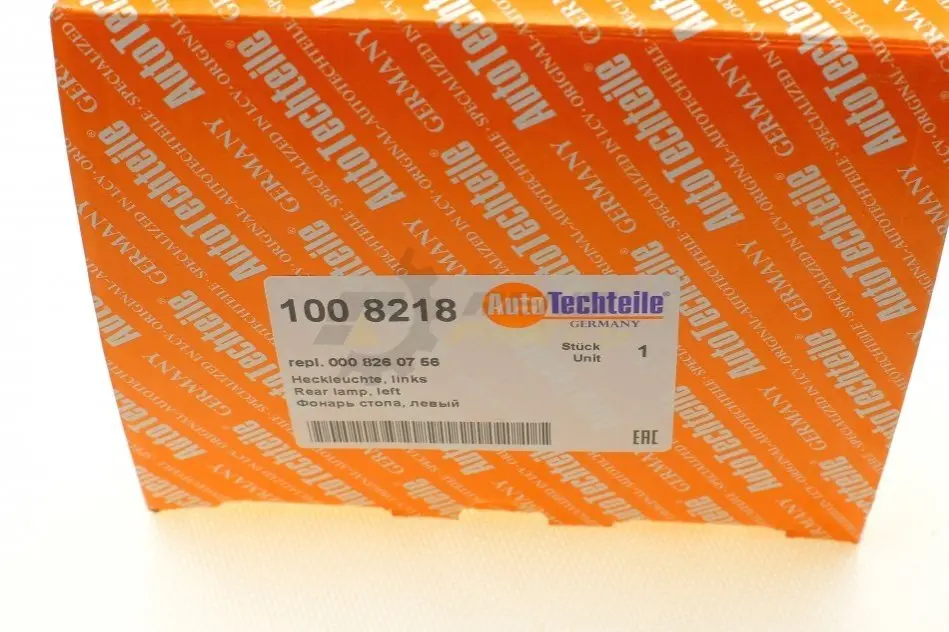 100 8218
AutoTechteile®
GERMANY
repl. 000 826 07 56
Stück
Unit
1
Heckleuchte, links
Rear lamp, left
Фонарь стопа, левый
EAC
AutoTechteile®
GERMANY
SPECIALIZED IN LCV · ORIGINAL-AUTOTECHTEILE